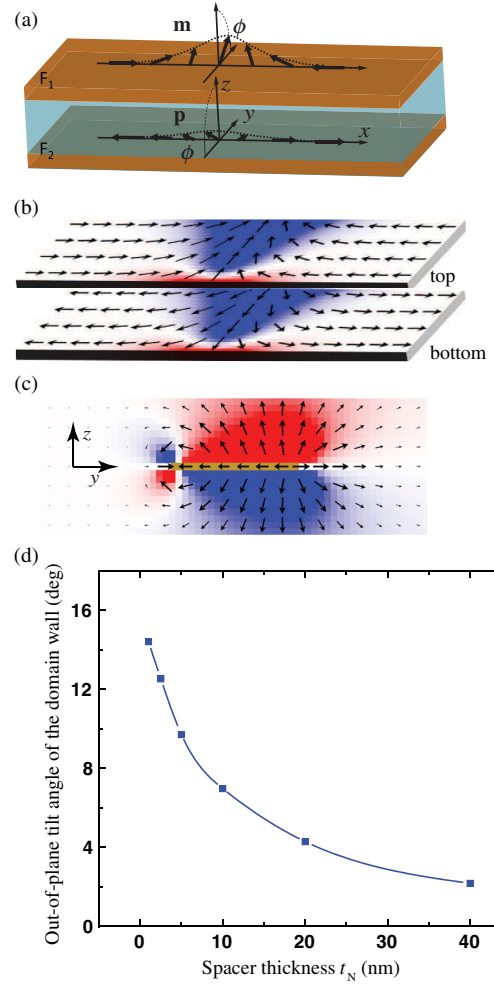 (a)
m
ϕ
F1
z
p
y
x
F2
ϕ
(b)
top
bottom
(c)
z
y
(d)
Out-of-plane tilt angle of the domain wall (deg)
16
12
8
4
0
0 10 20 30 40
Spacer thickness tN (nm)